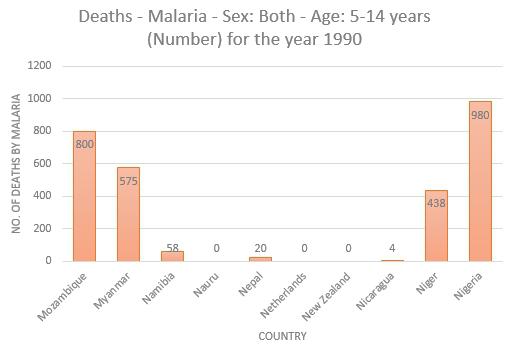 Deaths - Malaria - Sex: Both - Age: 5-14 years
(Number) for the year 1990
NO. OF DEATHS BY MALARIA
1200
1000
800
600
400
200
0
800
575
58
0
20
0
0
4
438
980
Mozambique
Myanmar
Namibia
Nauru
Nepal
Netherlands
New Zealand
Nicaragua
Niger
Nigeria
COUNTRY